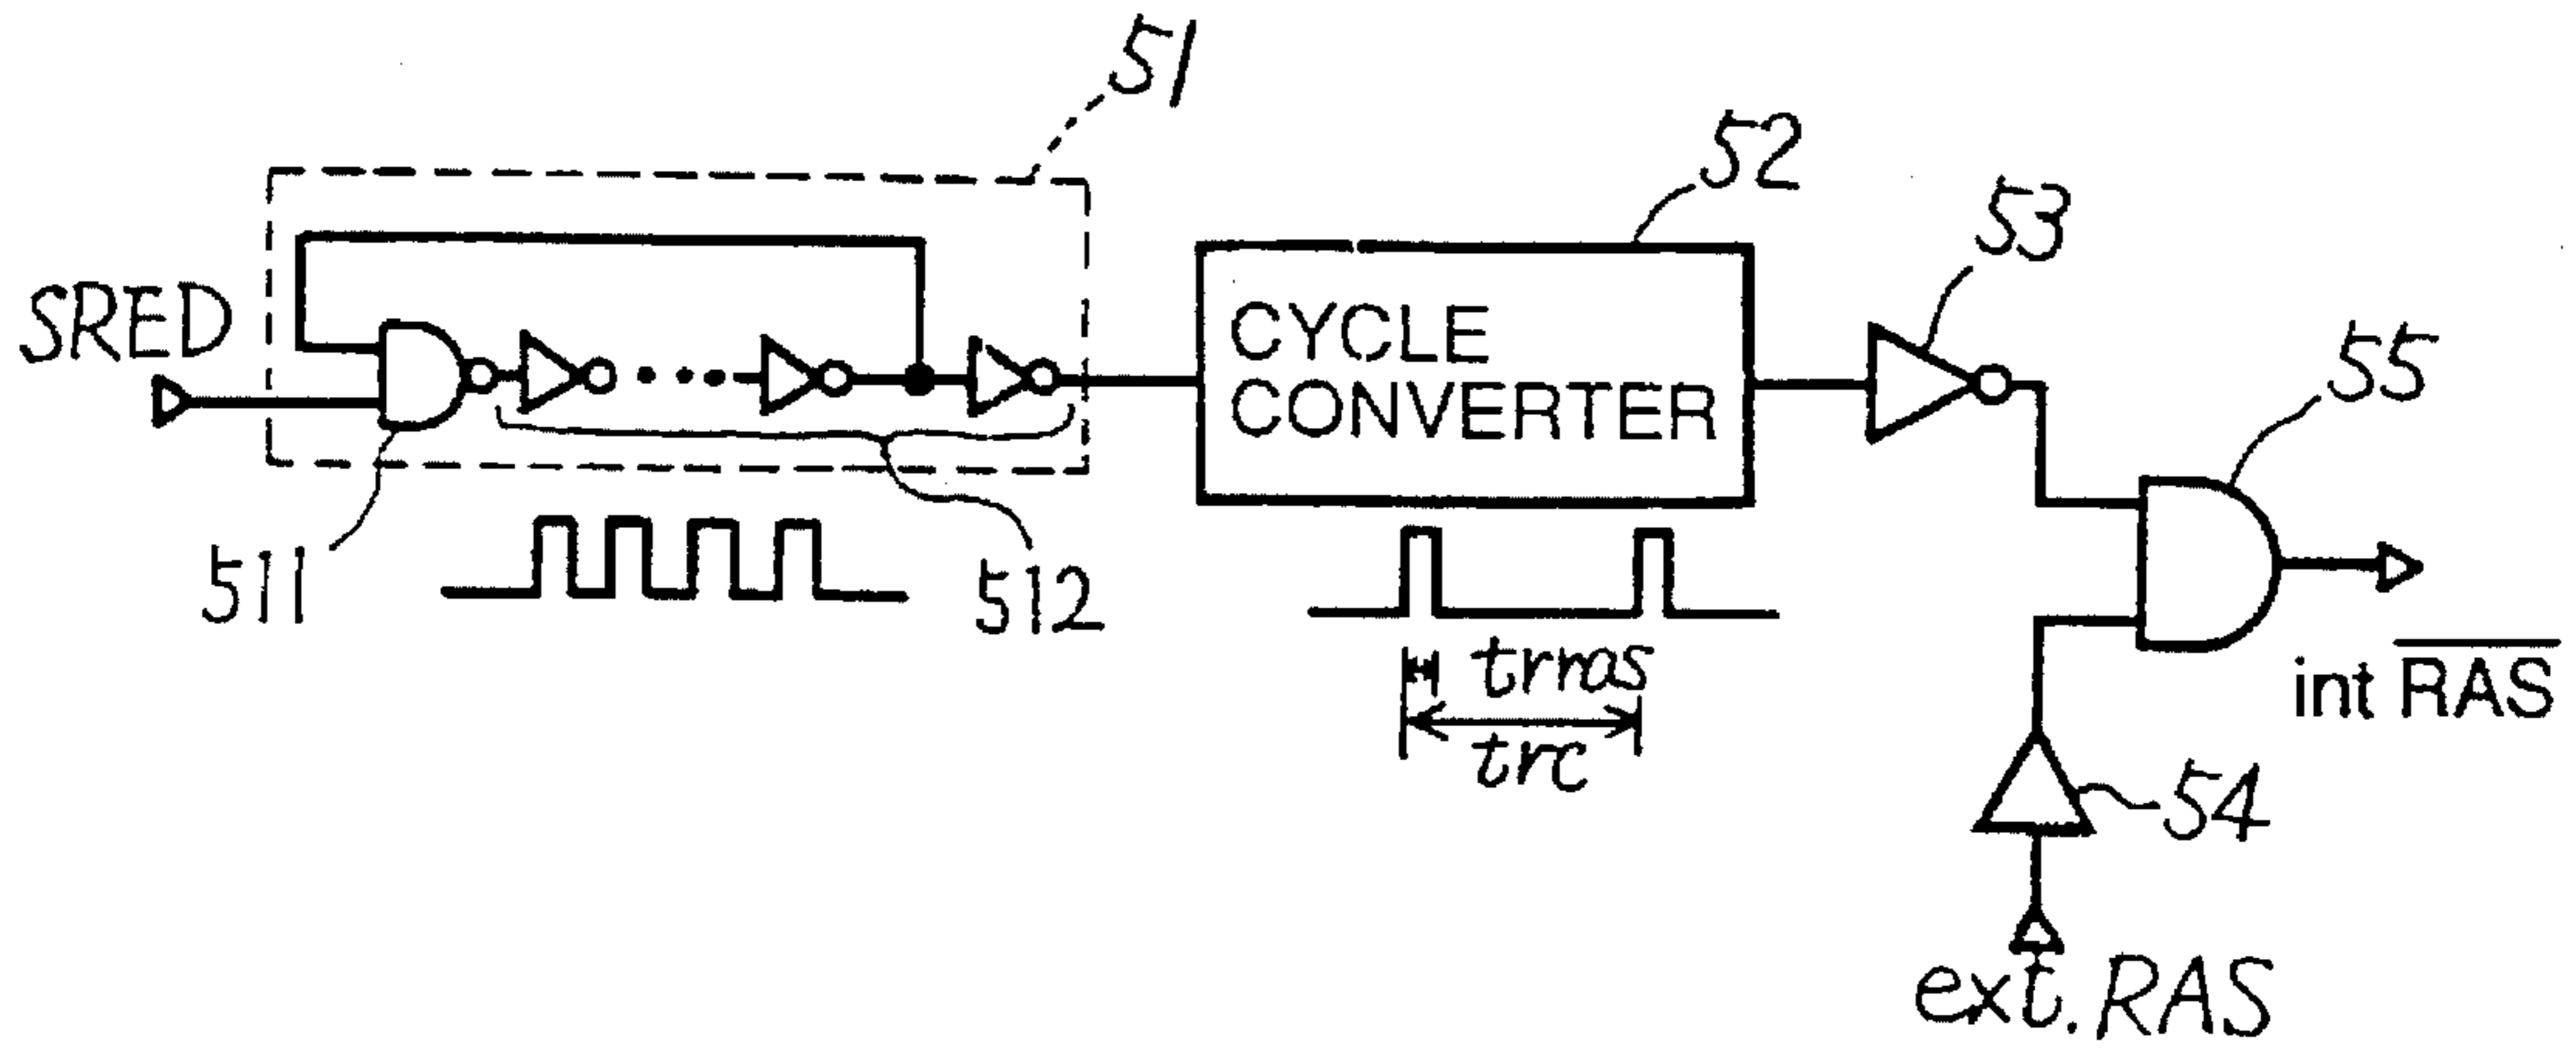 51
52
53
SRED
CYCLE
CONVERTER
55
511
512
trras
trc
int RAS
54
ext.RAS